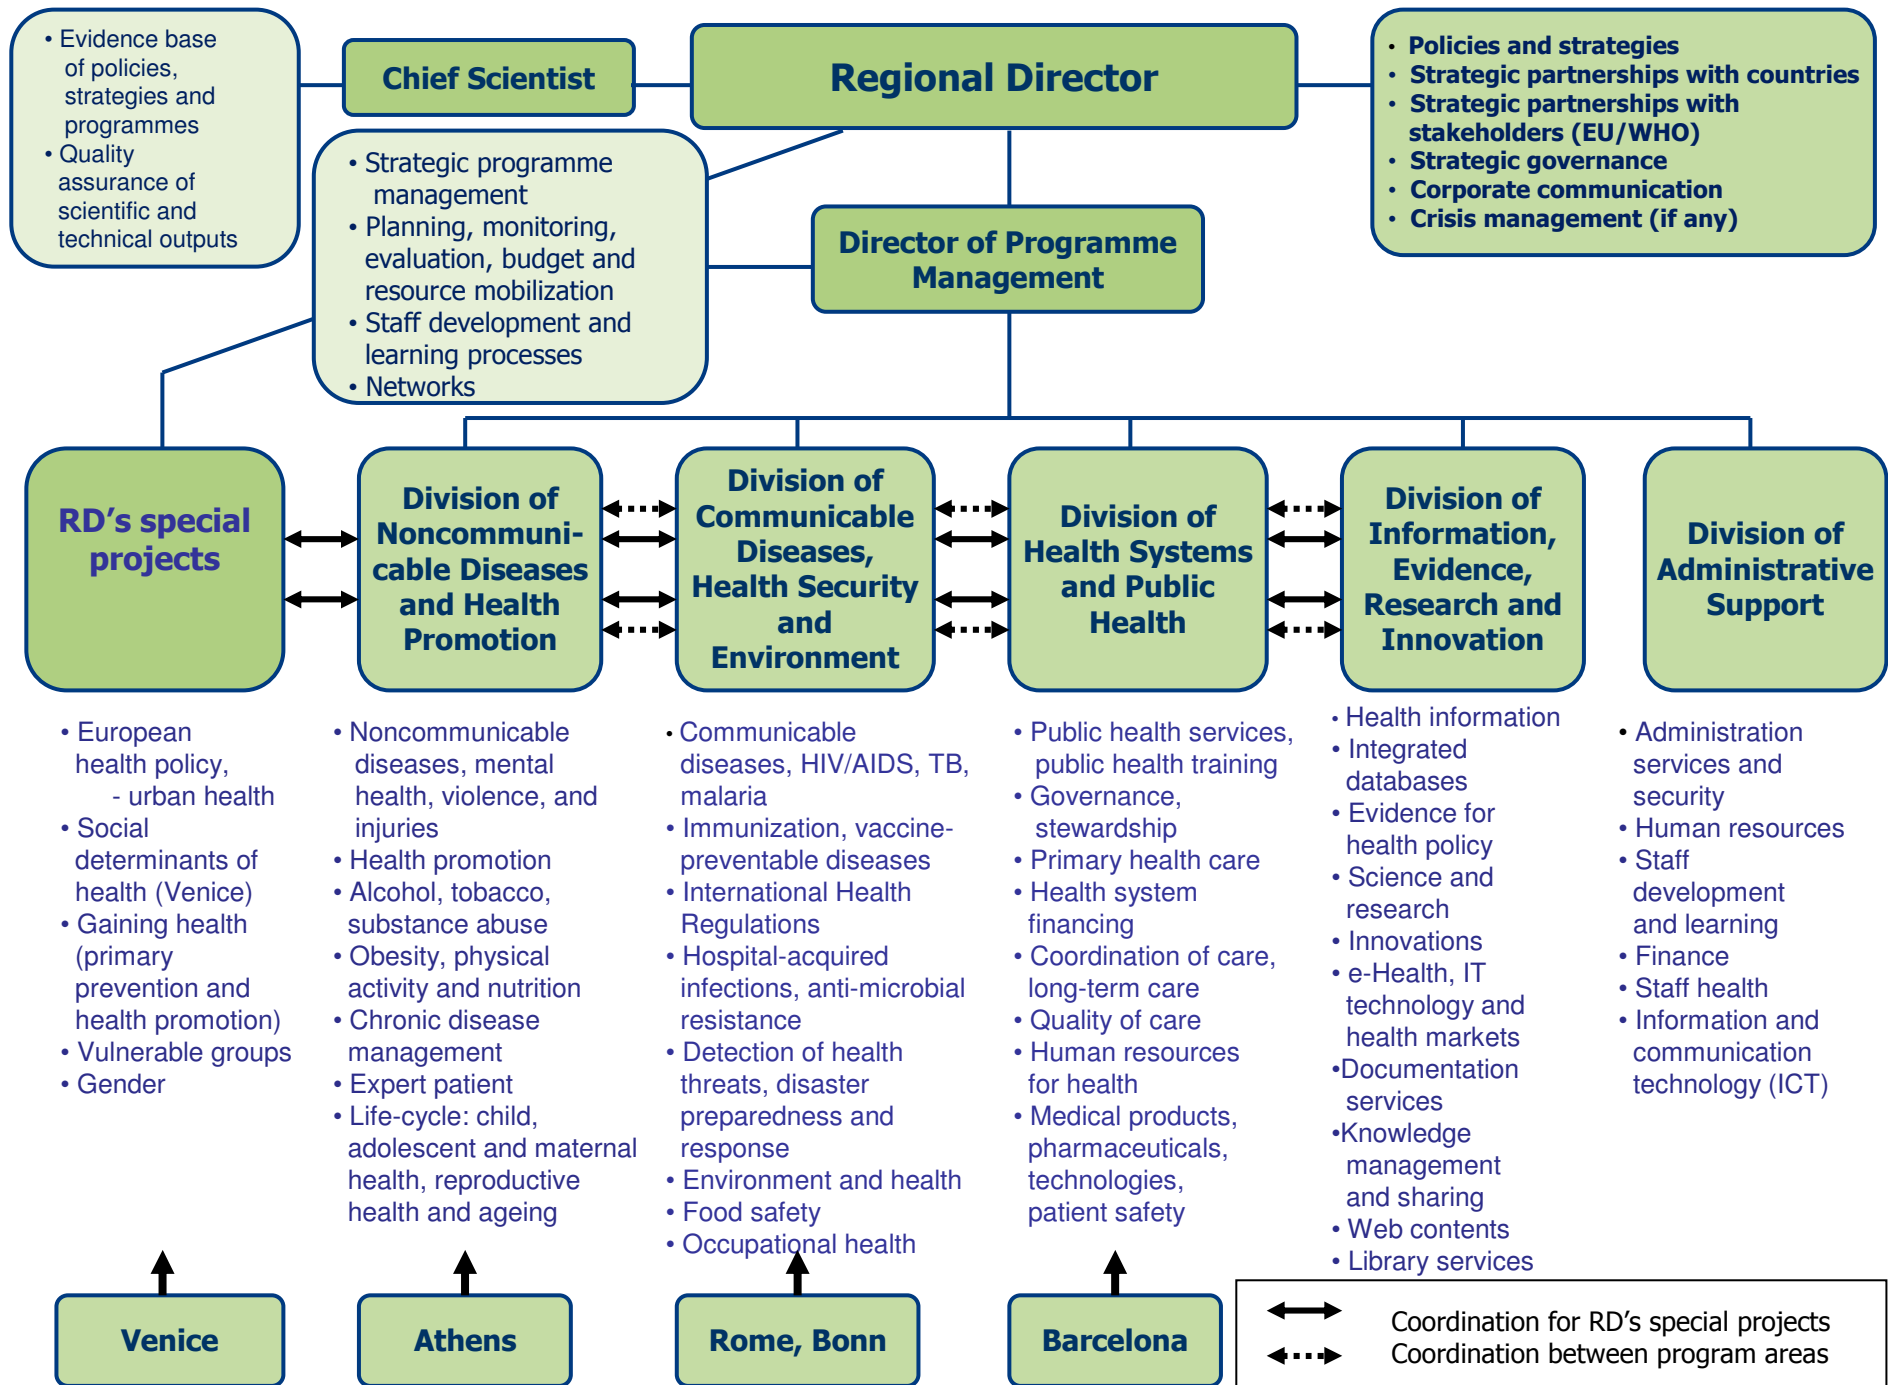 • Evidence base
of policies,
strategies and
programmes
• Quality
assurance of
scientific and
technical outputs
Chief Scientist
Regional Director
• Policies and strategies
• Strategic partnerships with countries
• Strategic partnerships with
stakeholders (EU/WHO)
• Strategic governance
• Corporate communication
• Crisis management (if any)
• Strategic programme
management
• Planning, monitoring,
evaluation, budget and
resource mobilization
• Staff development and
learning processes
• Networks
Director of Programme
Management
RD’s special
projects
Division of
Noncommuni-
cable Diseases
and Health
Promotion
Division of
Communicable
Diseases,
Health Security
and
Environment
Division of
Health Systems
and Public
Health
Division of
Information,
Evidence,
Research and
Innovation
Division of
Administrative
Support
• European
health policy,
- urban health
• Social
determinants of
health (Venice)
• Gaining health
(primary
prevention and
health promotion)
• Vulnerable groups
• Gender
• Noncommunicable
diseases, mental
health, violence, and
injuries
• Health promotion
• Alcohol, tobacco,
substance abuse
• Obesity, physical
activity and nutrition
• Chronic disease
management
• Expert patient
• Life-cycle: child,
adolescent and maternal
health, reproductive
health and ageing
• Communicable
diseases, HIV/AIDS, TB,
malaria
• Immunization, vaccine-
preventable diseases
• International Health
Regulations
• Hospital-acquired
infections, anti-microbial
resistance
• Detection of health
threats, disaster
preparedness and
response
• Environment and health
• Food safety
• Occupational health
• Public health services,
public health training
• Governance,
stewardship
• Primary health care
• Health system
financing
• Coordination of care,
long-term care
• Quality of care
• Human resources
for health
• Medical products,
pharmaceuticals,
technologies,
patient safety
• Health information
• Integrated
databases
• Evidence for
health policy
• Science and
research
• Innovations
• e-Health, IT
technology and
health markets
•Documentation
services
•Knowledge
management
and sharing
• Web contents
• Library services
• Administration
services and
security
• Human resources
• Staff
development
and learning
• Finance
• Staff health
• Information and
communication
technology (ICT)
Venice
Athens
Rome, Bonn
Barcelona
Coordination for RD’s special projects
Coordination between program areas